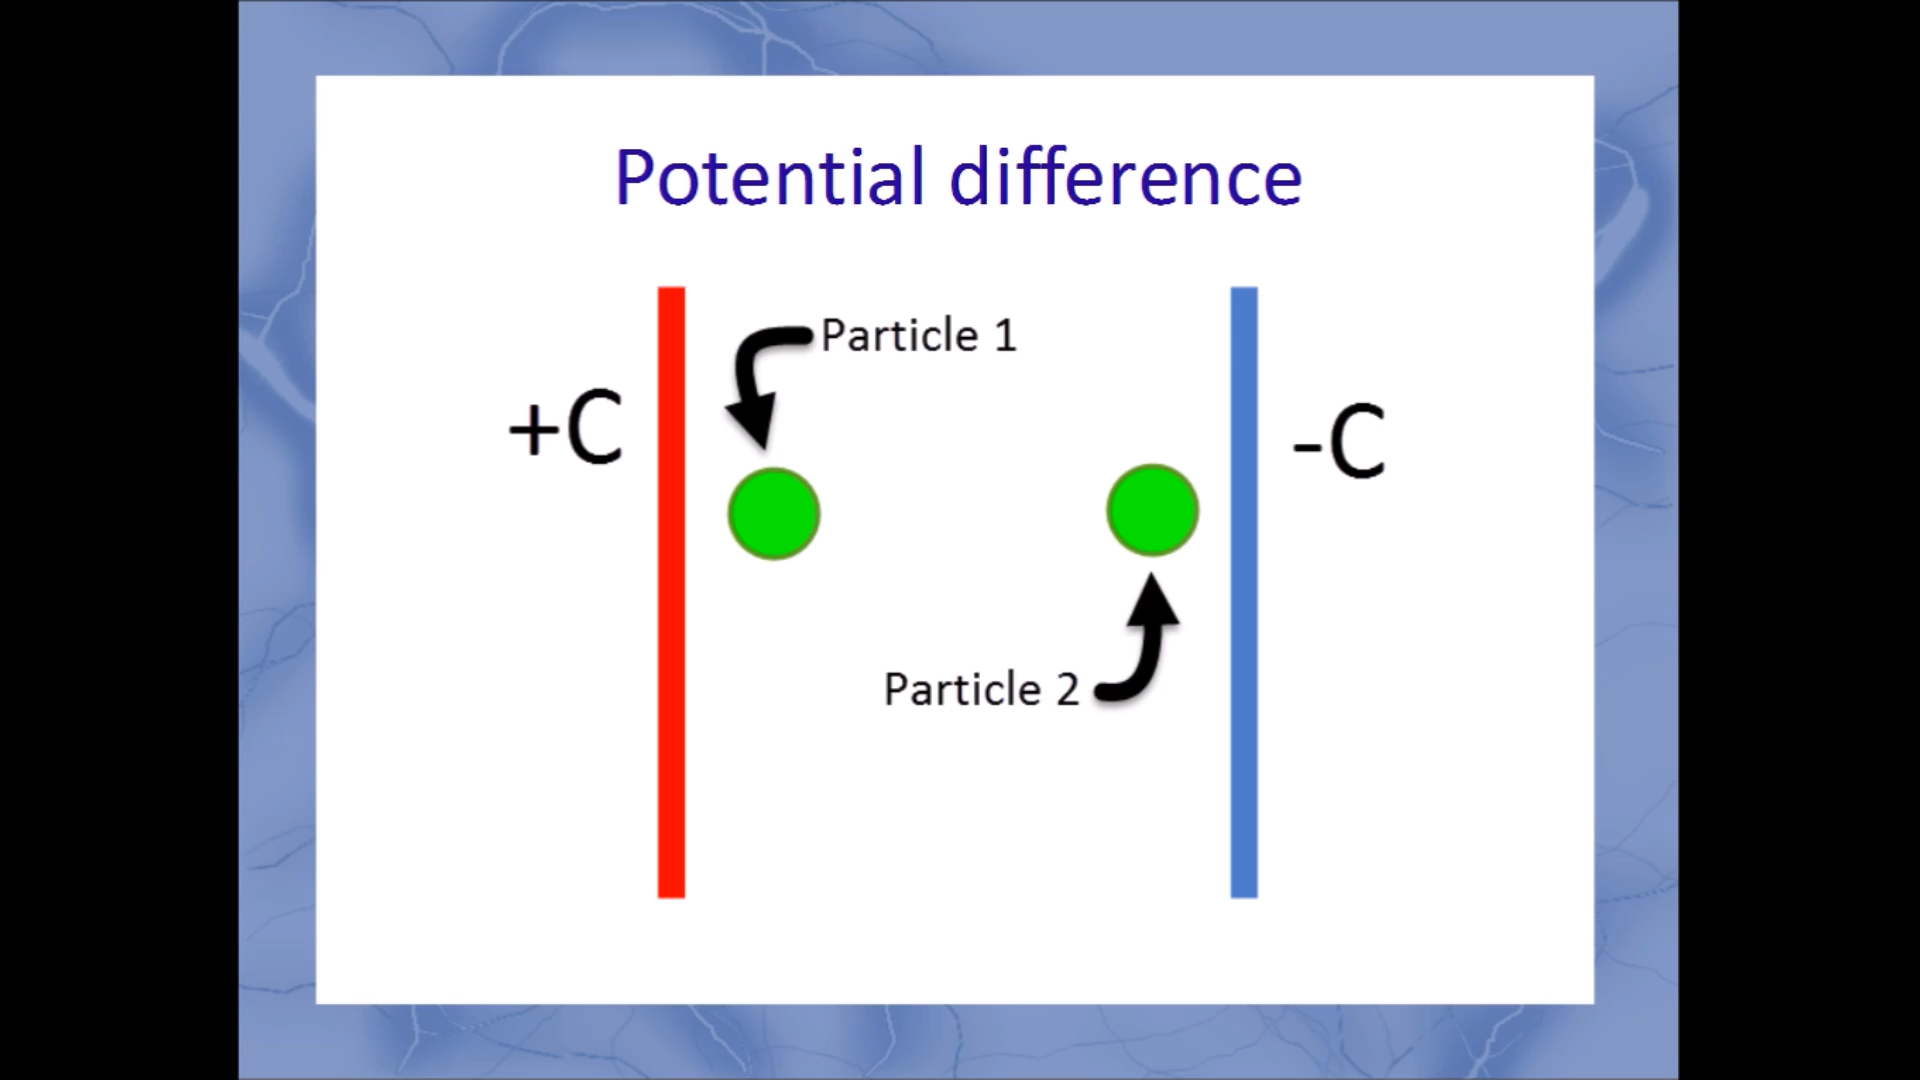 Potential difference
Particle 1
+C
-C
Particle 2